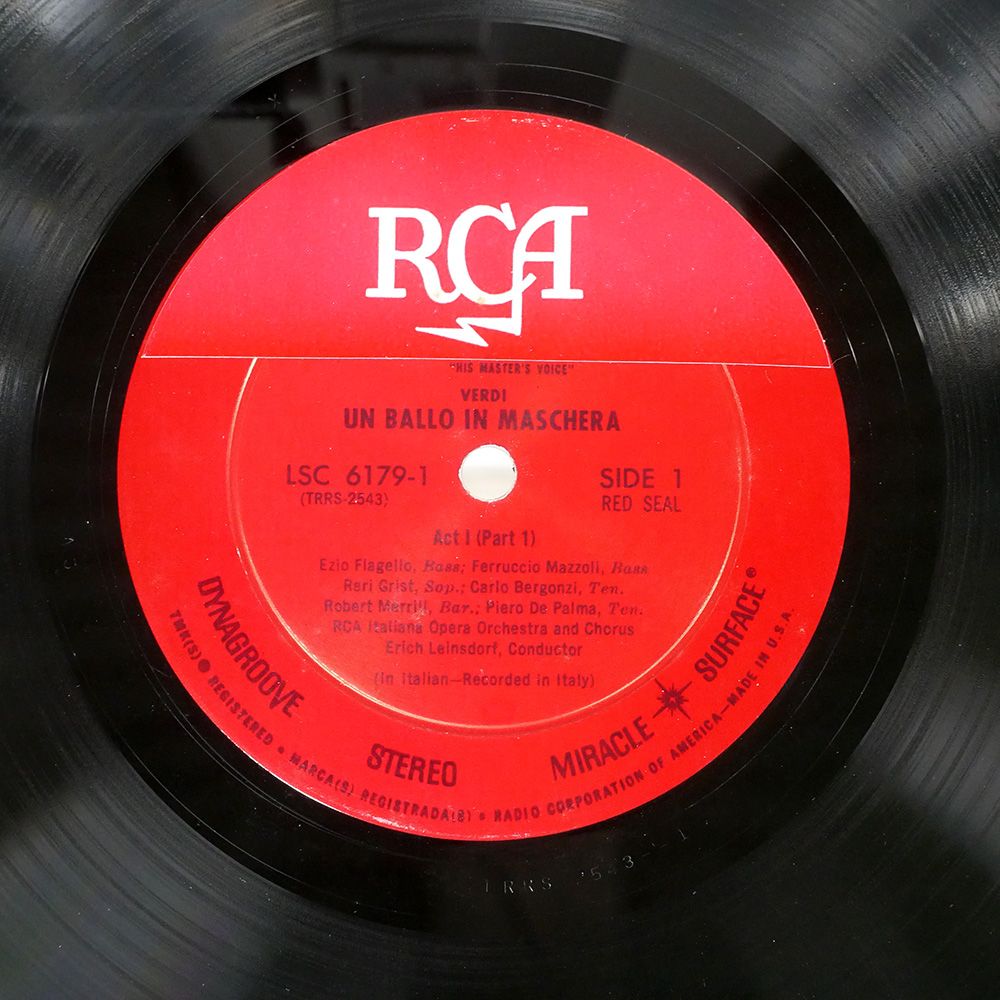 RCA
"HIS MASTER'S VOICE"
VERDI
UN BALLO IN MASCHERA
LSC 6179-1
(TRRS-2543)
SIDE 1
RED SEAL
Act I (Part 1)
Ezio Flagello, Bass; Ferruccio Mazzoli, Bass
Reri Grist, Sop.; Carlo Bergonzi, Ten.
Robert Merrill, Bar.; Piero De Palma, Ten.
RCA Italiana Opera Orchestra and Chorus
Erich Leinsdorf, Conductor
(In Italian—Recorded in Italy)
DYNAGROOVE
STEREO
MIRACLE SURFACE®
TMK(S)® REGISTERED • MARCA(S) REGISTRADA(S) • RADIO CORPORATION OF AMERICA—MADE IN U.S.A.
TRRS 2543